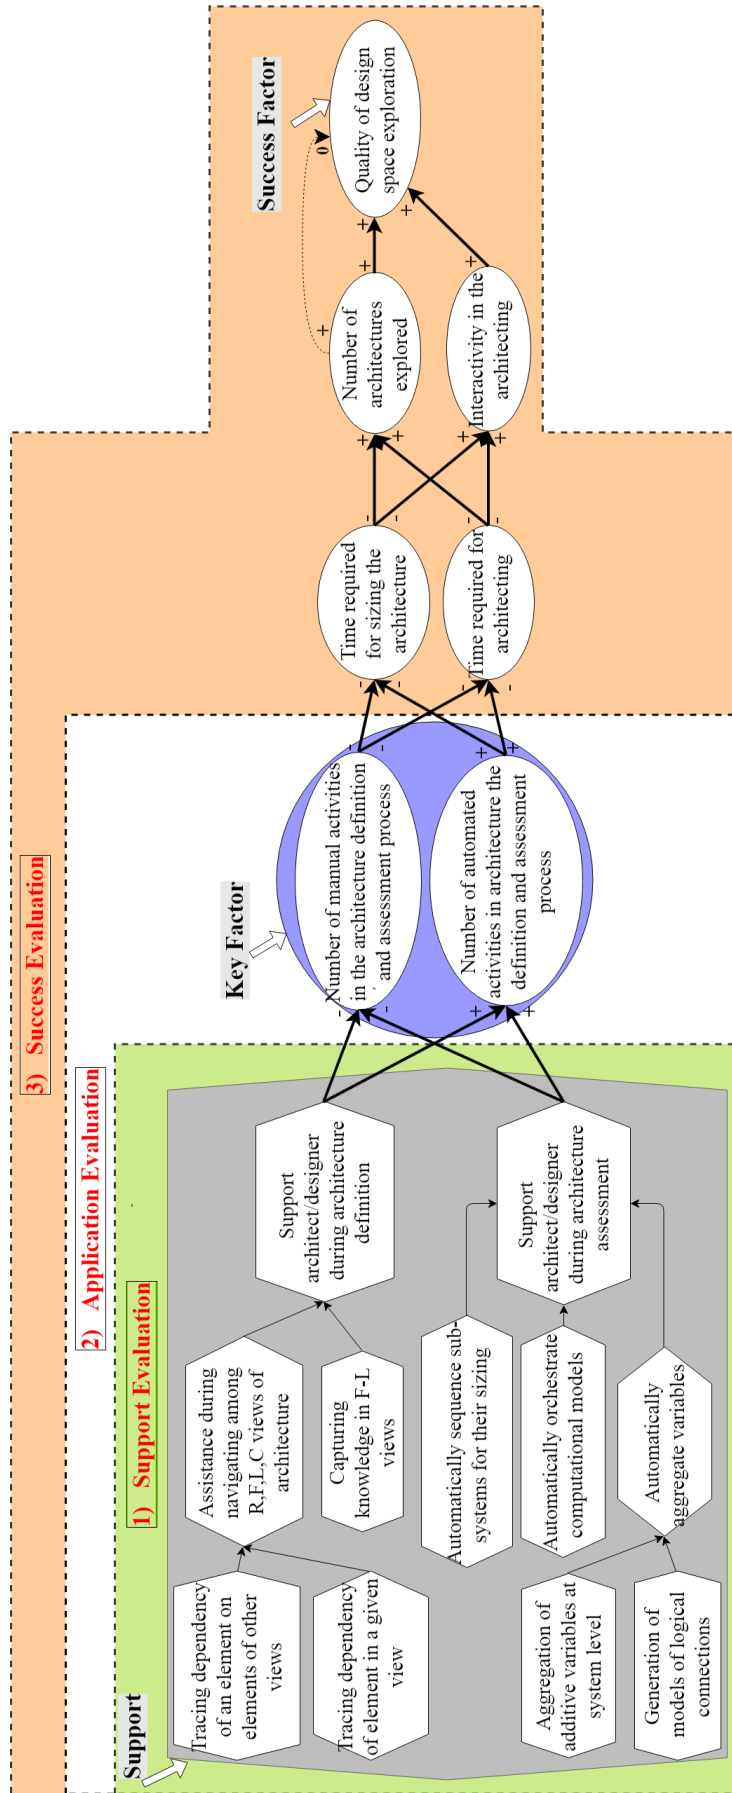 3) Success Evaluation
2) Application Evaluation
1) Support Evaluation
Support
Tracing dependency
of an element on
elements of other
views
Tracing dependency
of element in a given
view
Aggregation of
additive variables at
system level
Generation of
models of logical
connections
Assistance during
navigating among
R,F,L,C views of
architecture
Capturing
knowledge in F-L
views
Automatically sequence sub-
systems for their sizing
Automatically orchestrate
computational models
Automatically
aggregate variables
Support
architect/designer
during architecture
definition
Support
architect/designer
during architecture
assessment
Key Factor
-
-
+
+
Number of manual activities
in the architecture definition
and assessment process
Number of automated
activities in architecture the
definition and assessment
process
-
-
+
+
-
-
-
-
Time required
for sizing the
architecture
Time required for
architecting
-
-
-
-
+
+
+
+
Number of
architectures
explored
Interactivity in the
architecting
+
+
+
+
+
0
Success Factor
Quality of design
space exploration